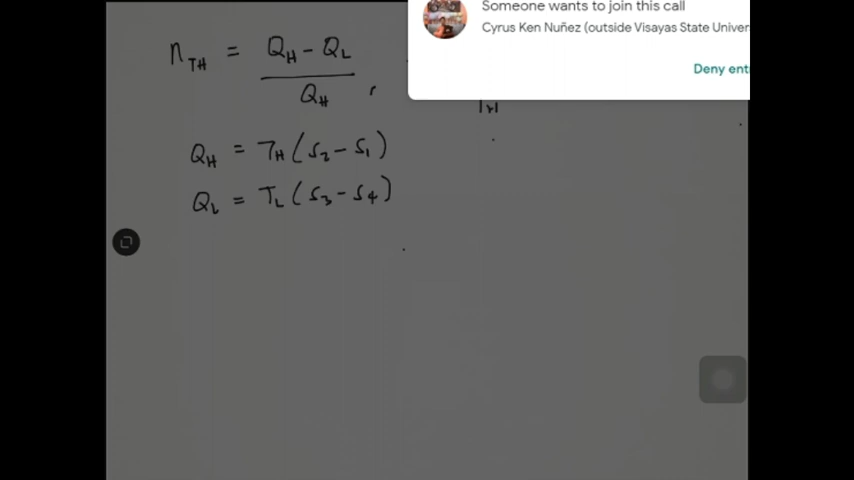 Someone wants to join this call
Cyrus Ken Nuñez (outside Visayas State Univer
Deny ent
η_TH = Q_H - Q_L / Q_H ,
Q_H = T_H (s_2 - s_1)
Q_L = T_L (s_3 - s_4)